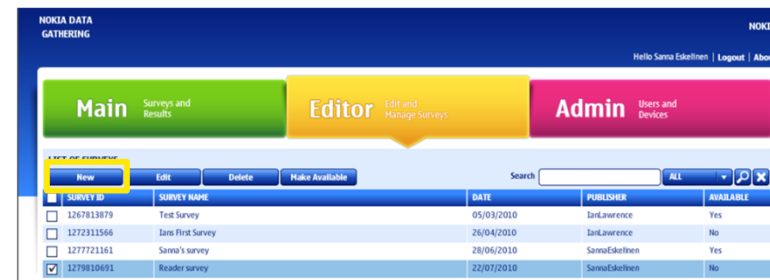 NOKIA DATA
GATHERING
NOKI
Hello Sanna Eskelinen | Logout | Abou
Main Surveys and Results
Editor Edit and Manage Surveys
Admin Users and Devices
LIST OF SURVEYS
New Edit Delete Make Available Search ALL
SURVEY ID SURVEY NAME DATE PUBLISHER AVAILABLE
1267813879 Test Survey 05/03/2010 IanLawrence Yes
1272311566 Ians First Survey 26/04/2010 IanLawrence No
1277721161 Sanna's survey 28/06/2010 SannaEskelinen Yes
1279810691 Reader survey 22/07/2010 SannaEskelinen No